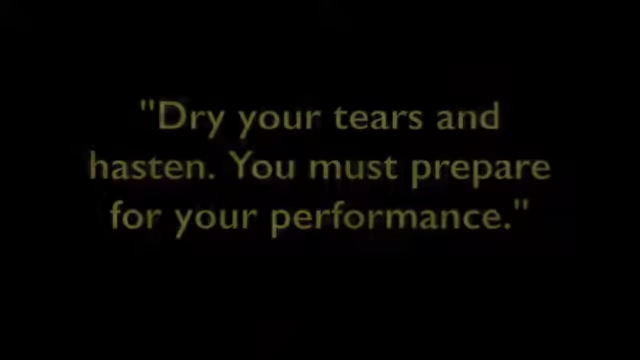 "Dry your tears and
hasten. You must prepare
for your performance."